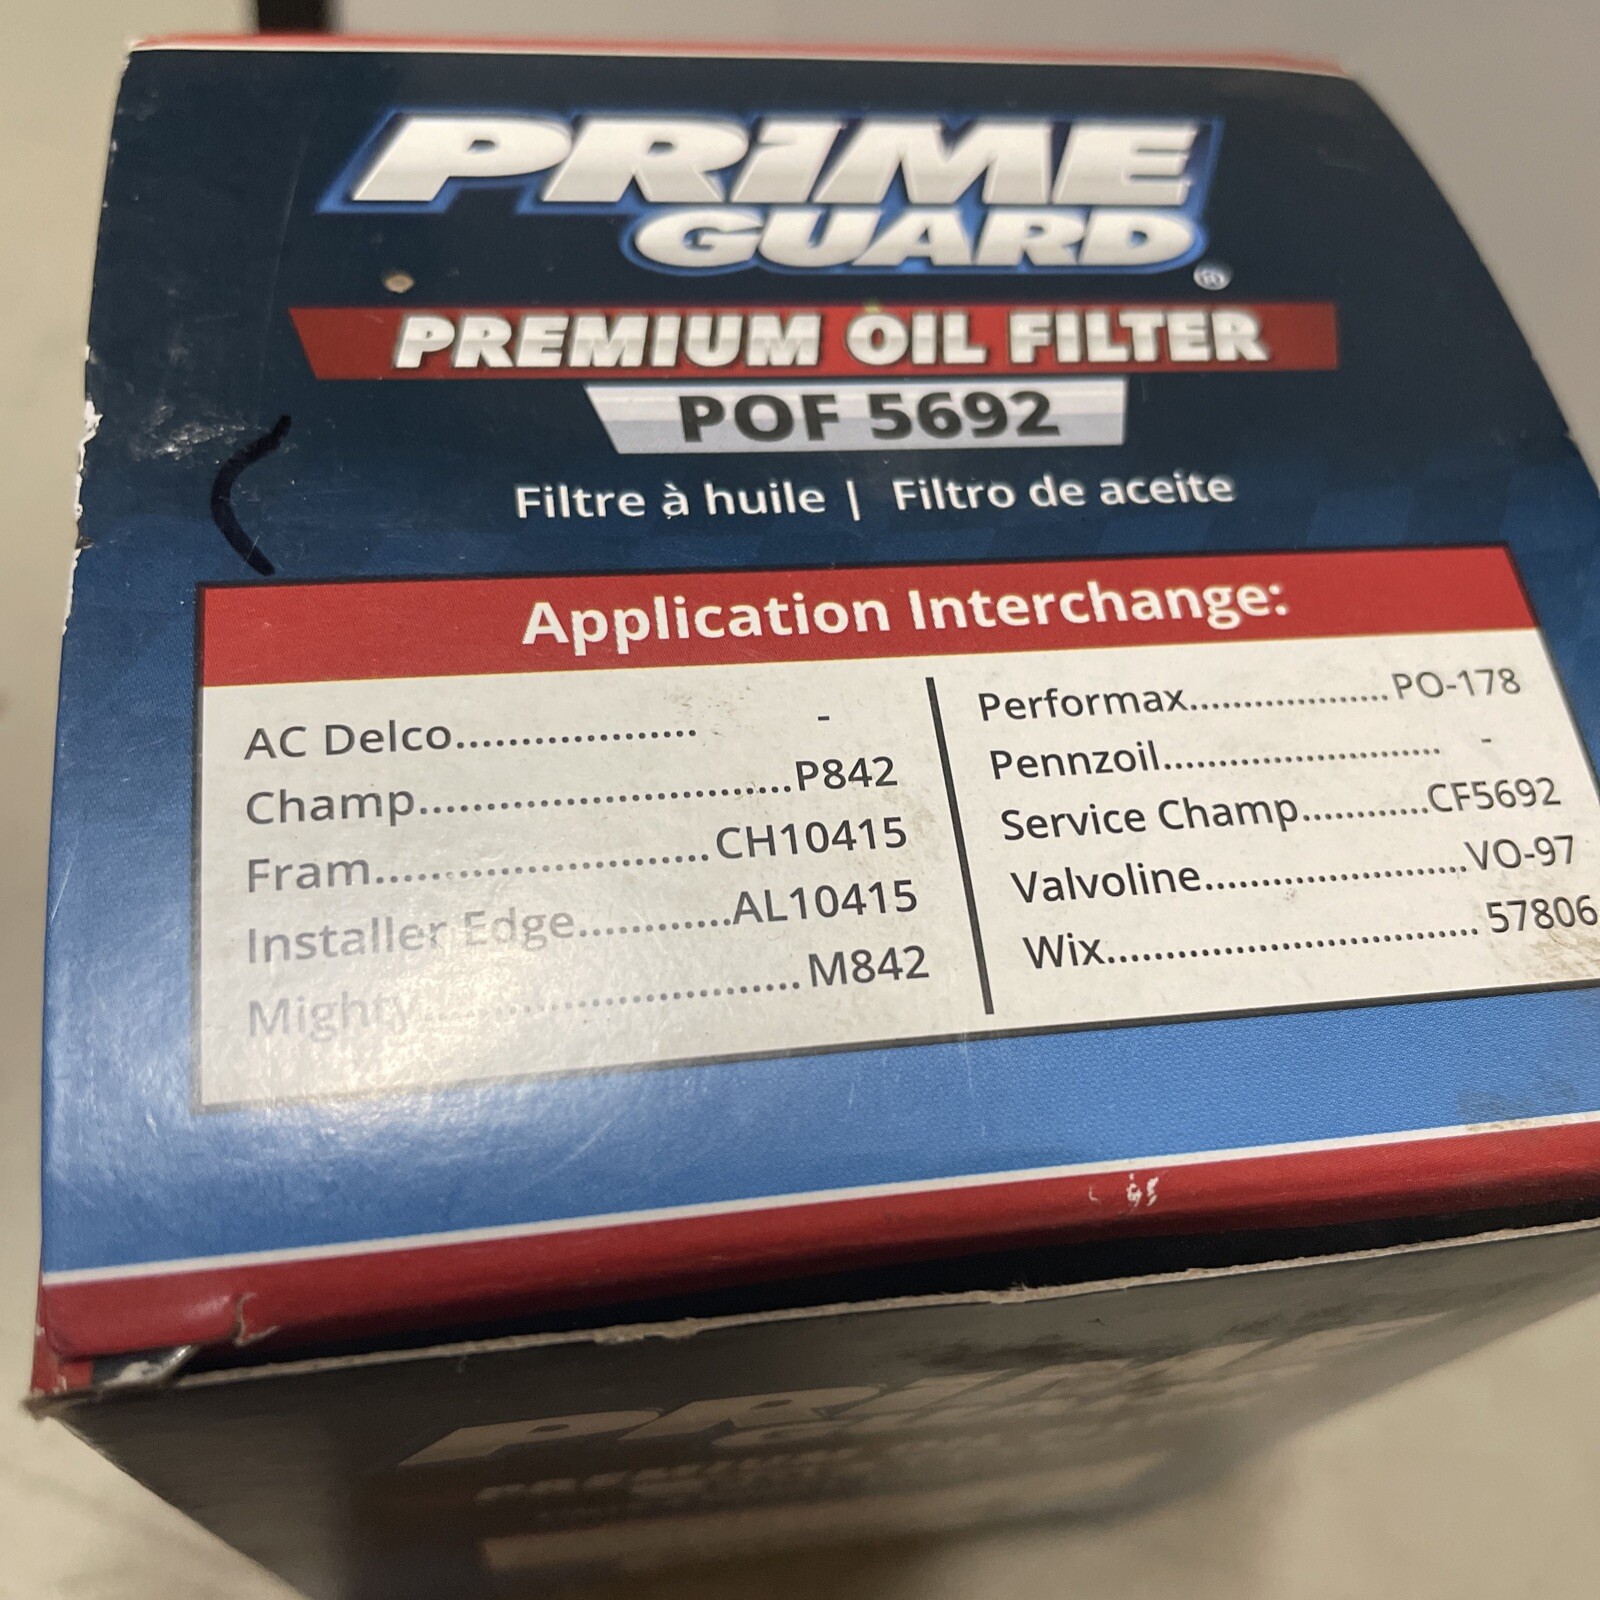 PRIME
GUARD®
PREMIUM OIL FILTER
POF 5692
Filtre à huile | Filtro de aceite
Application Interchange:
AC Delco.................. -
Champ............................P842
Fram.........................CH10415
Installer Edge............AL10415
Mighty.............................M842
Performax...................PO-178
Pennzoil.......................... -
Service Champ............CF5692
Valvoline.........................VO-97
Wix.................................57806
PRIME